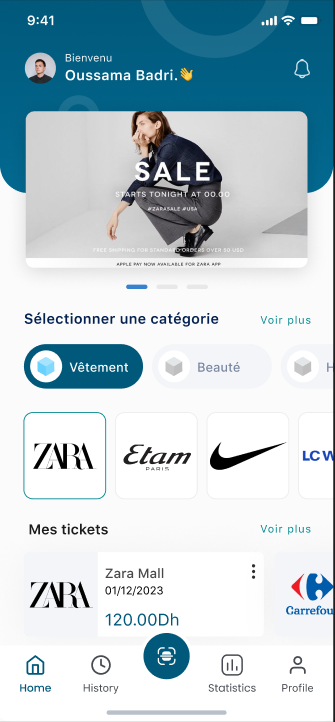 9:41
Bienvenu
Oussama Badri.👋
SALE
STARTS TONIGHT AT 00.00
#ZARASALE #USA
FREE SHIPPING FOR STANDARD ORDERS OVER 50 USD
APPLE PAY NOW AVAILABLE FOR ZARA APP
Sélectionner une catégorie
Voir plus
Vêtement
Beauté
H
ZARA
Etam
PARIS
LC W
Mes tickets
Voir plus
ZARA
Zara Mall
01/12/2023
120.00Dh
Carrefou
Home
History
Statistics
Profile